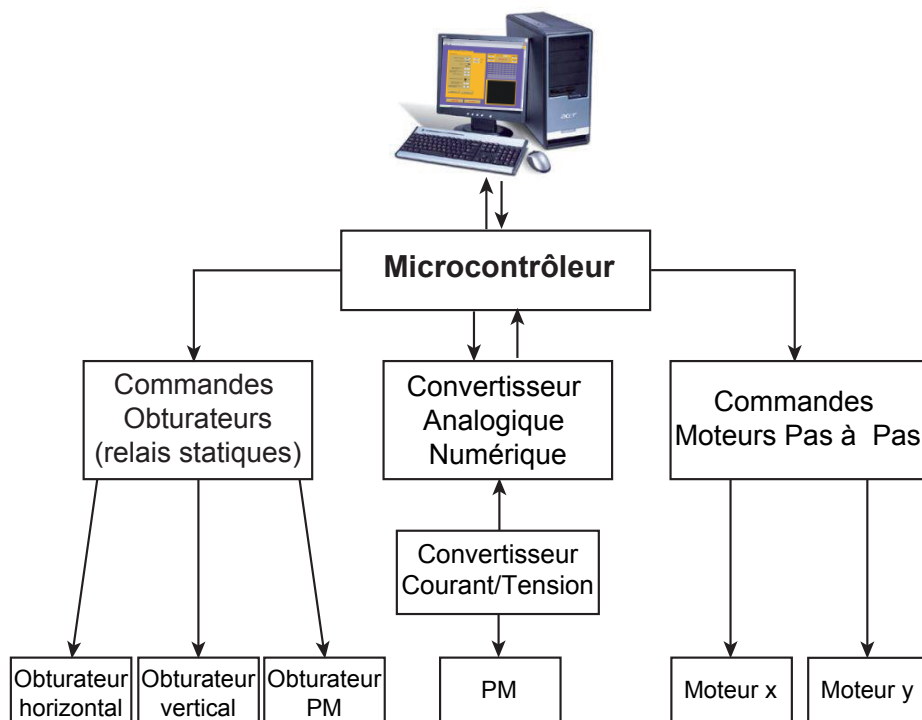 acer
Microcontrôleur
Commandes
Obturateurs
(relais statiques)
Convertisseur
Analogique
Numérique
Commandes
Moteurs Pas à Pas
Convertisseur
Courant/Tension
Obturateur
horizontal
Obturateur
vertical
Obturateur
PM
PM
Moteur x
Moteur y